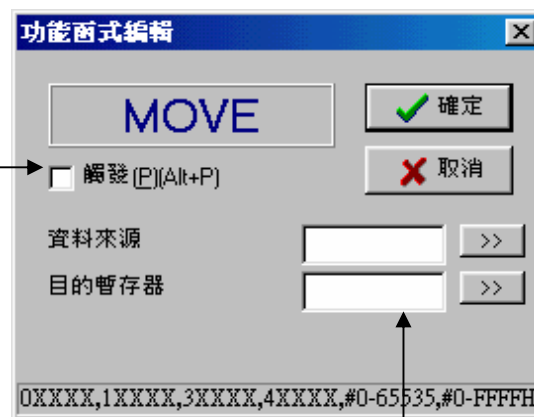 功能函式編輯
MOVE
確定
觸發(P)(Alt+P)
取消
資料來源
>>
目的暫存器
>>
0XXXX,1XXXX,3XXXX,4XXXX,#0-65535,#0-FFFFH